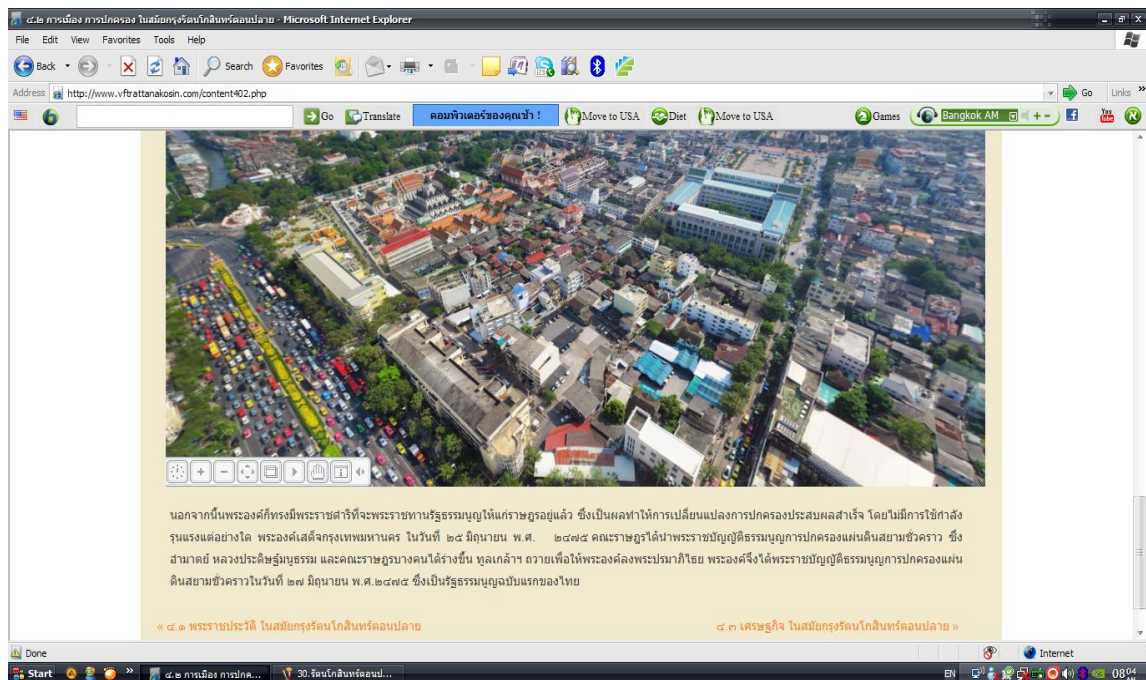 ๔.๒ การเมือง การปกครอง ในสมัยกรุงรัตนโกสินทร์ตอนปลาย - Microsoft Internet Explorer
File Edit View Favorites Tools Help
Back Search Favorites
Address http://www.vftrattanakosin.com/content402.php Go Links »
Go Translate คอมพิวเตอร์ของคุณช้า ! Move to USA Diet Move to USA Games Bangkok AM
นอกจากนั้นพระองค์ก็ทรงมีพระราชดำริที่จะพระราชทานรัฐธรรมนูญให้แก่ราษฎรอยู่แล้ว ซึ่งเป็นผลทำให้การเปลี่ยนแปลงการปกครองประสบผลสำเร็จ โดยไม่มีการใช้กำลัง
รุนแรงแต่อย่างใด พระองค์เสด็จกรุงเทพมหานคร ในวันที่ ๒๕ มิถุนายน พ.ศ. ๒๔๗๕ คณะราษฎรได้นำพระราชบัญญัติธรรมนูญการปกครองแผ่นดินสยามชั่วคราว ซึ่ง
อำมาตย์ หลวงประดิษฐ์มนูธรรม และคณะราษฎรบางคนได้ร่างขึ้น ทูลเกล้าฯ ถวายเพื่อให้พระองค์ลงพระปรมาภิไธย พระองค์จึงได้พระราชบัญญัติธรรมนูญการปกครองแผ่น
ดินสยามชั่วคราวในวันที่ ๒๗ มิถุนายน พ.ศ.๒๔๗๕ ซึ่งเป็นรัฐธรรมนูญฉบับแรกของไทย
« ๔.๑ พระราชประวัติ ในสมัยกรุงรัตนโกสินทร์ตอนปลาย ๔.๓ เศรษฐกิจ ในสมัยกรุงรัตนโกสินทร์ตอนปลาย »
Done Internet
Start » ๔.๒ การเมือง การปกค... 30.รัตนโกสินทร์ตอนป... EN 08 04 AM